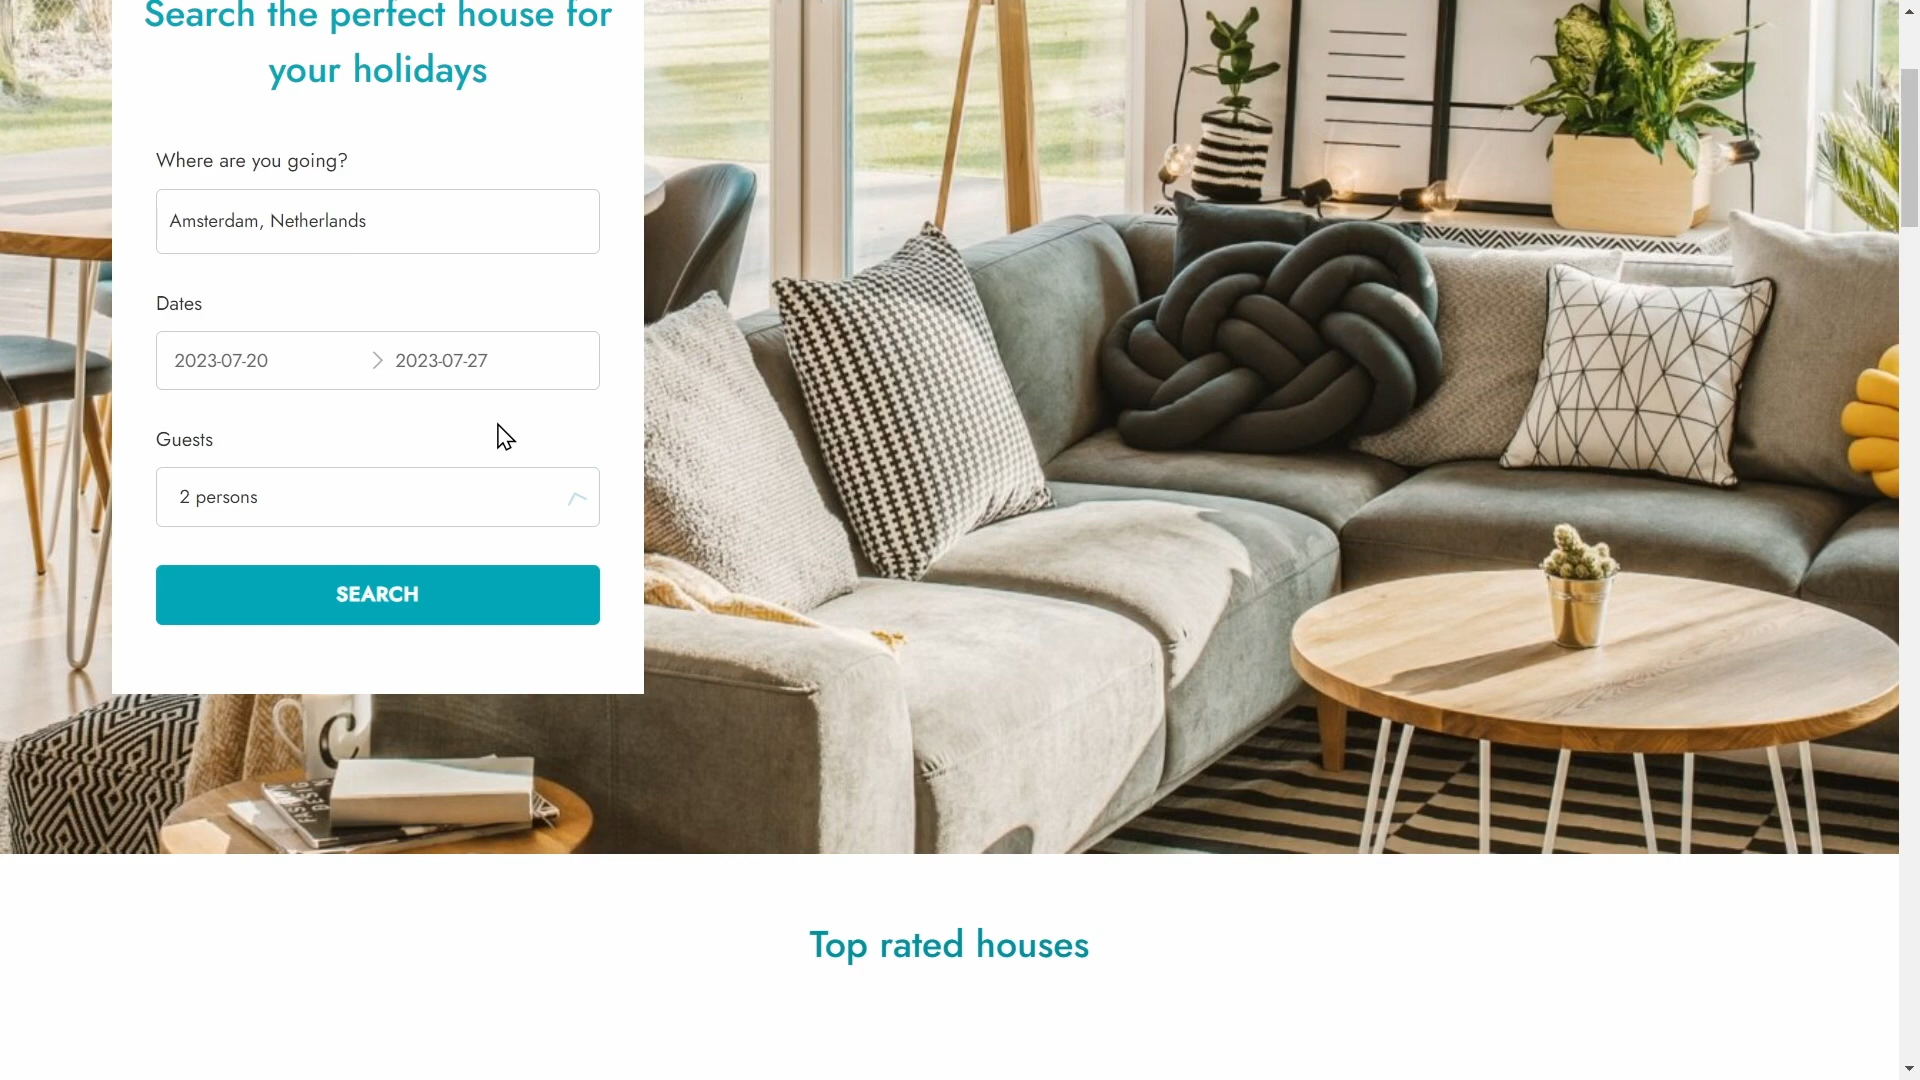 Search the perfect house for
your holidays
Where are you going?
Amsterdam, Netherlands
Dates
2023-07-20
2023-07-27
Guests
2 persons
SEARCH
Top rated houses